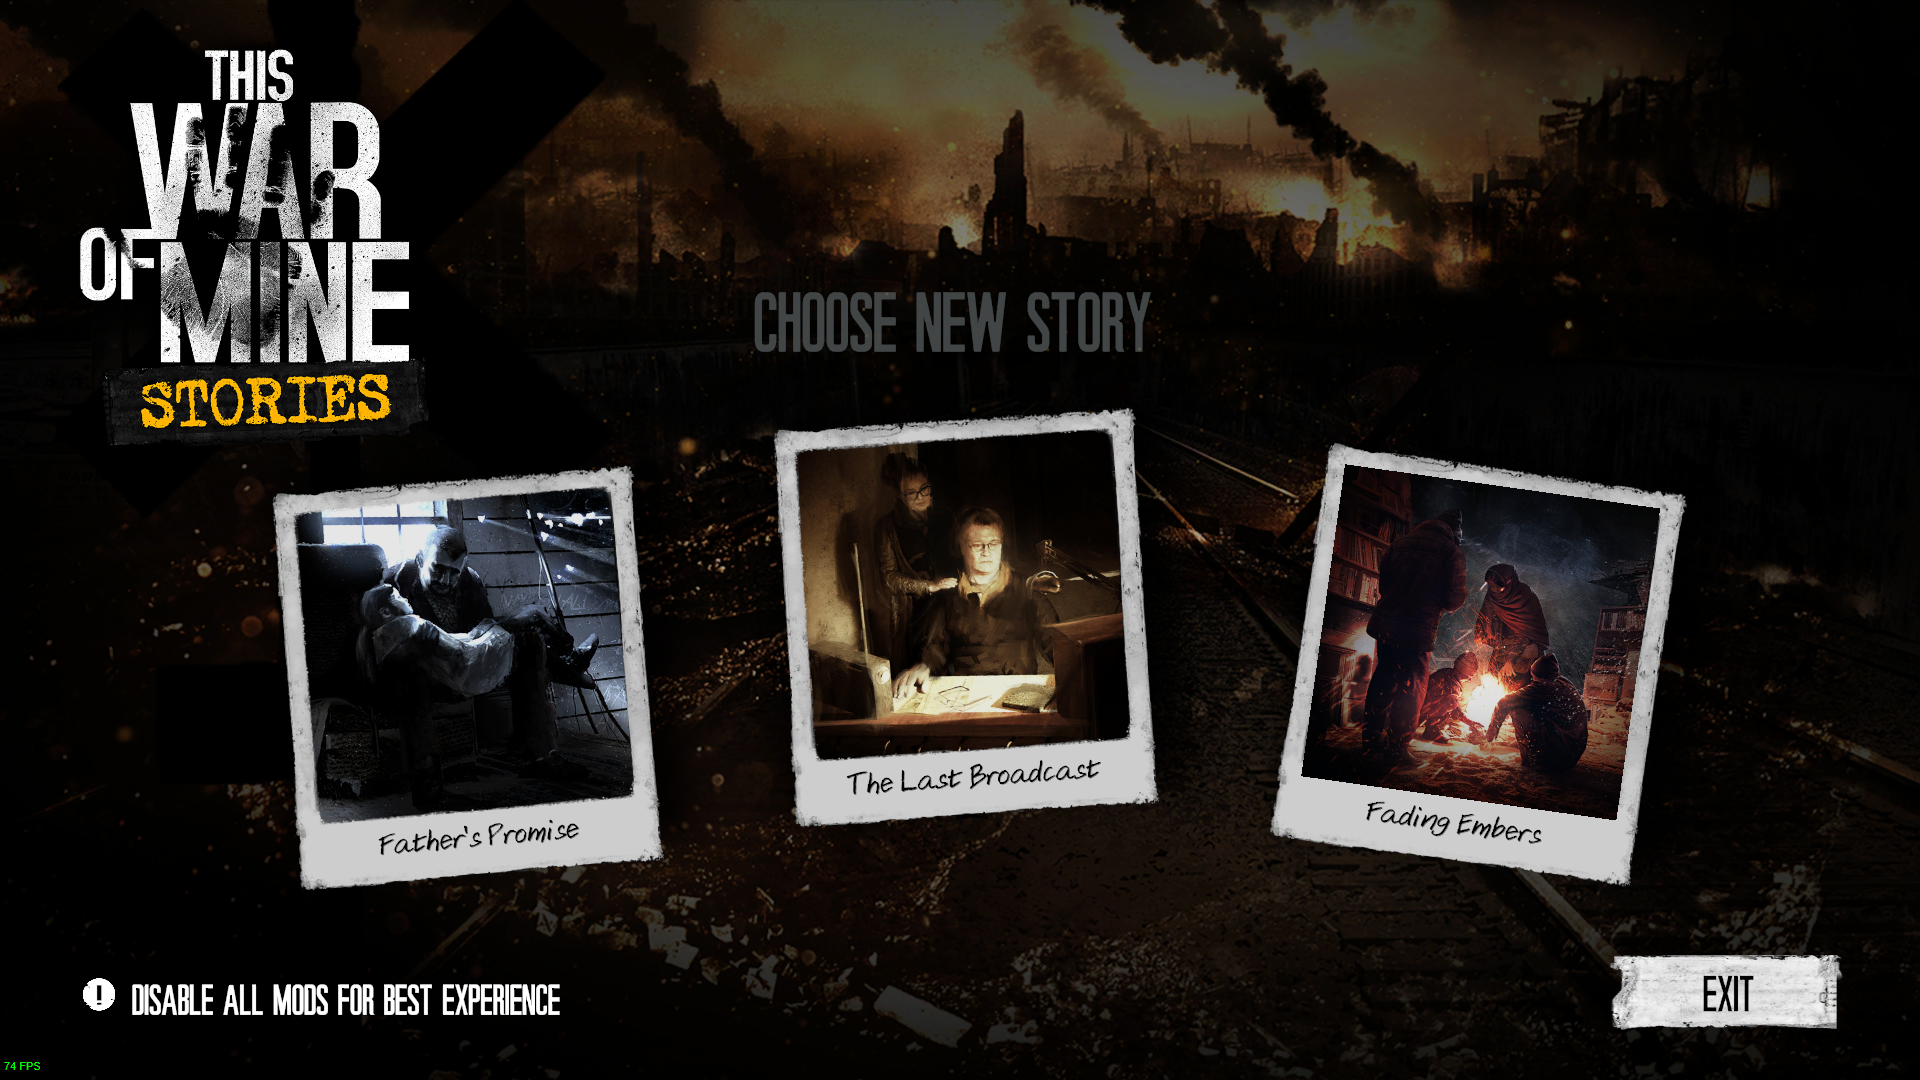 THIS
WAR
OF MINE
STORIES
CHOOSE NEW STORY
Father's Promise
The Last Broadcast
Fading Embers
! DISABLE ALL MODS FOR BEST EXPERIENCE
EXIT
74 FPS